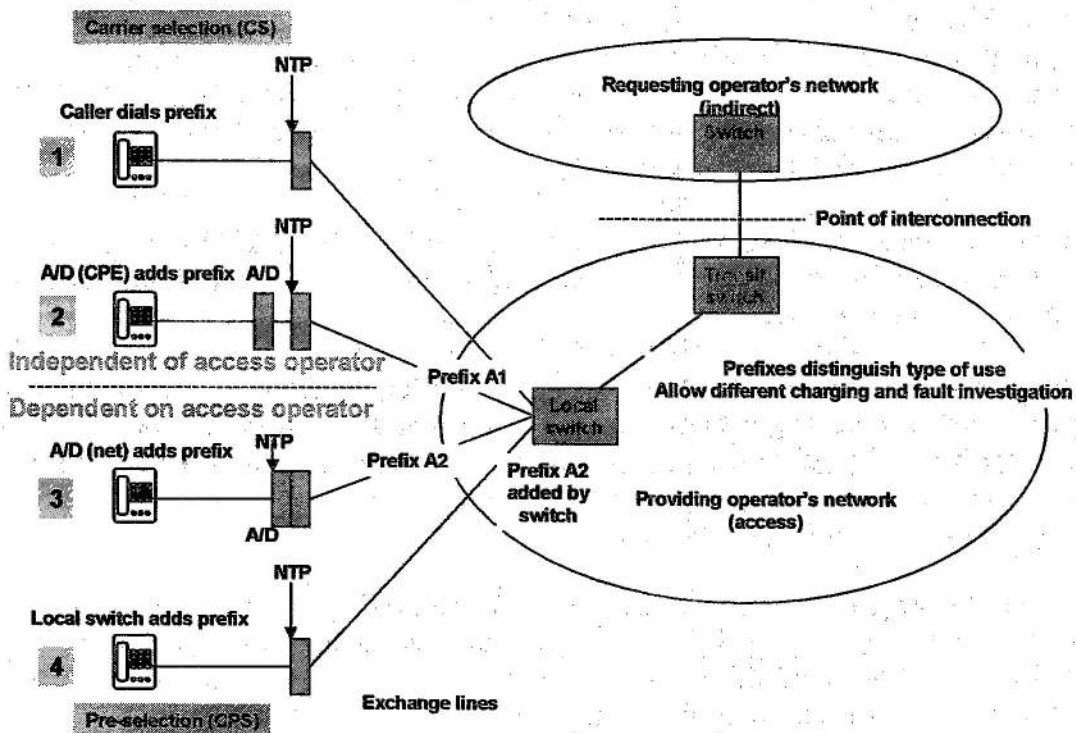 Carrier selection (CS)
NTP
Caller dials prefix
1
NTP
A/D (CPE) adds prefix
A/D
2
Independent of access operator
Dependent on access operator
A/D (net) adds prefix
NTP
3
A/D
NTP
Local switch adds prefix
4
Pre-selection (CPS)
Exchange lines
Prefix A1
Prefix A2
Prefix A2
added by
switch
Local
switch
Requesting operator's network
(indirect)
Switch
Point of interconnection
Transit
switch
Prefixes distinguish type of use
Allow different charging and fault investigation
Providing operator's network
(access)